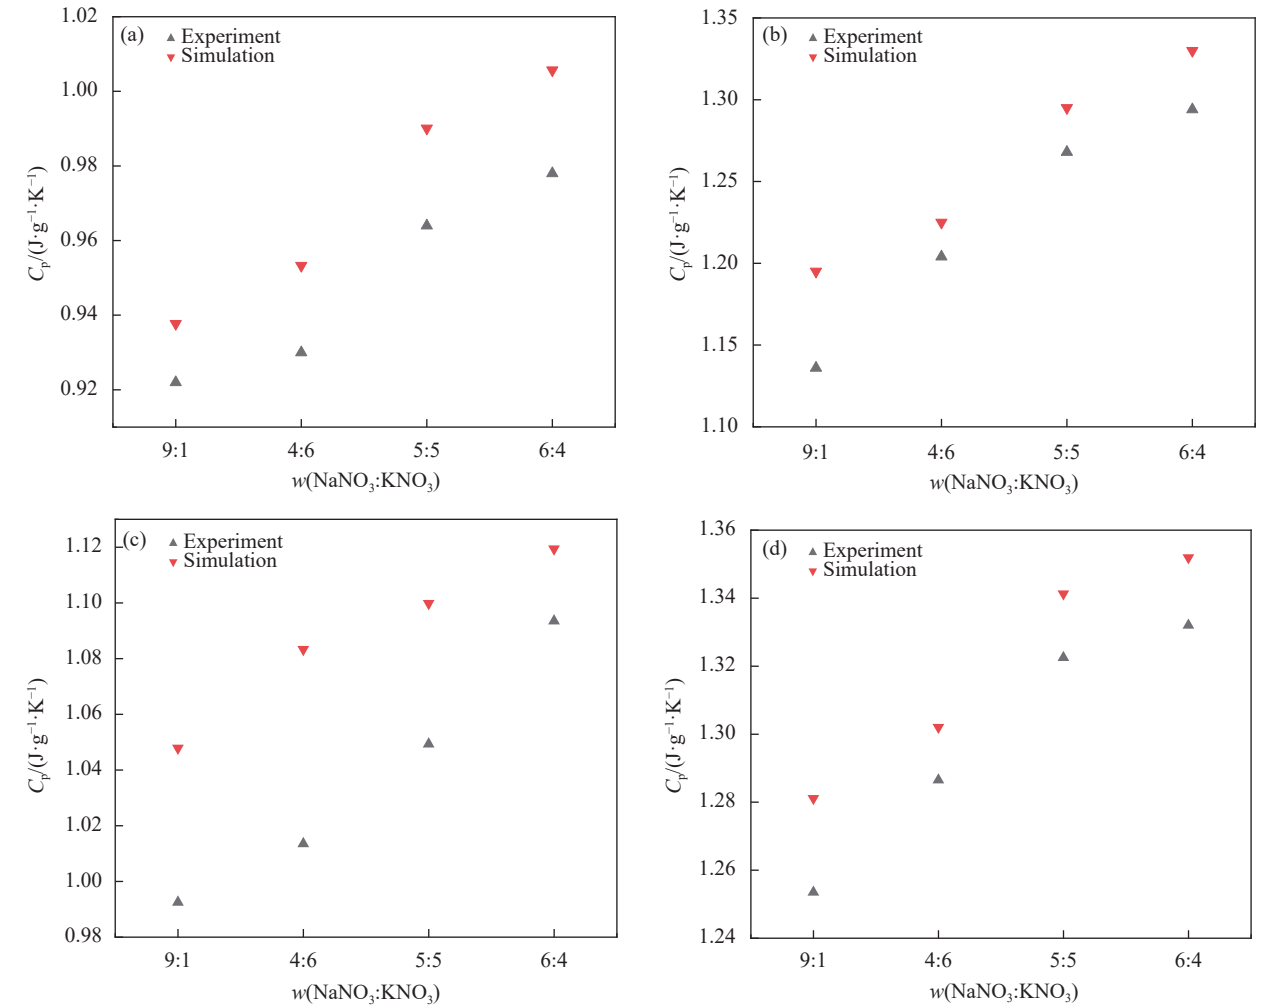 (a)
Experiment
Simulation
1.02
1.00
0.98
0.96
0.94
0.92
Cₚ/(J·g⁻¹·K⁻¹)
9:1 4:6 5:5 6:4
w(NaNO₃:KNO₃)
(b)
Experiment
Simulation
1.35
1.30
1.25
1.20
1.15
1.10
Cₚ/(J·g⁻¹·K⁻¹)
9:1 4:6 5:5 6:4
w(NaNO₃:KNO₃)
(c)
Experiment
Simulation
1.12
1.10
1.08
1.06
1.04
1.02
1.00
0.98
Cₚ/(J·g⁻¹·K⁻¹)
9:1 4:6 5:5 6:4
w(NaNO₃:KNO₃)
(d)
Experiment
Simulation
1.36
1.34
1.32
1.30
1.28
1.26
1.24
Cₚ/(J·g⁻¹·K⁻¹)
9:1 4:6 5:5 6:4
w(NaNO₃:KNO₃)